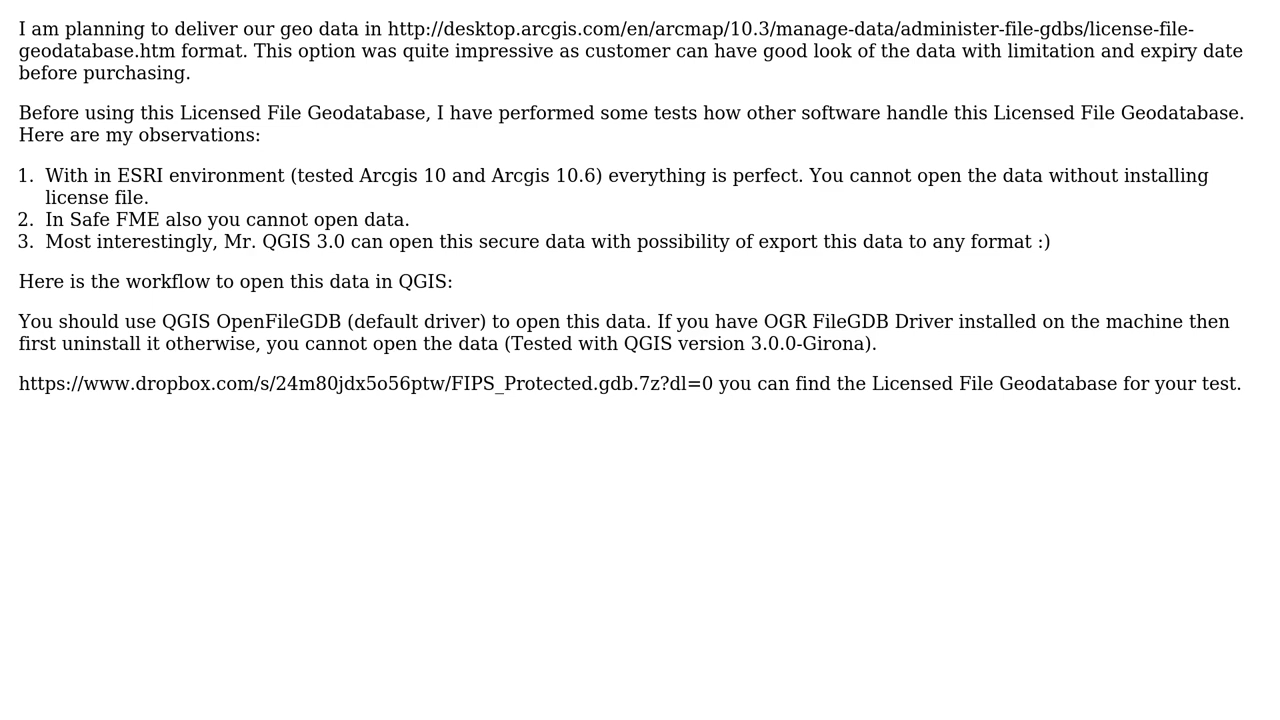 I am planning to deliver our geo data in http://desktop.arcgis.com/en/arcmap/10.3/manage-data/administer-file-gdbs/license-file-
geodatabase.htm format. This option was quite impressive as customer can have good look of the data with limitation and expiry date
before purchasing.
Before using this Licensed File Geodatabase, I have performed some tests how other software handle this Licensed File Geodatabase.
Here are my observations:
1. With in ESRI environment (tested Arcgis 10 and Arcgis 10.6) everything is perfect. You cannot open the data without installing
license file.
2. In Safe FME also you cannot open data.
3. Most interestingly, Mr. QGIS 3.0 can open this secure data with possibility of export this data to any format :)
Here is the workflow to open this data in QGIS:
You should use QGIS OpenFileGDB (default driver) to open this data. If you have OGR FileGDB Driver installed on the machine then
first uninstall it otherwise, you cannot open the data (Tested with QGIS version 3.0.0-Girona).
https://www.dropbox.com/s/24m80jdx5o56ptw/FIPS_Protected.gdb.7z?dl=0 you can find the Licensed File Geodatabase for your test.